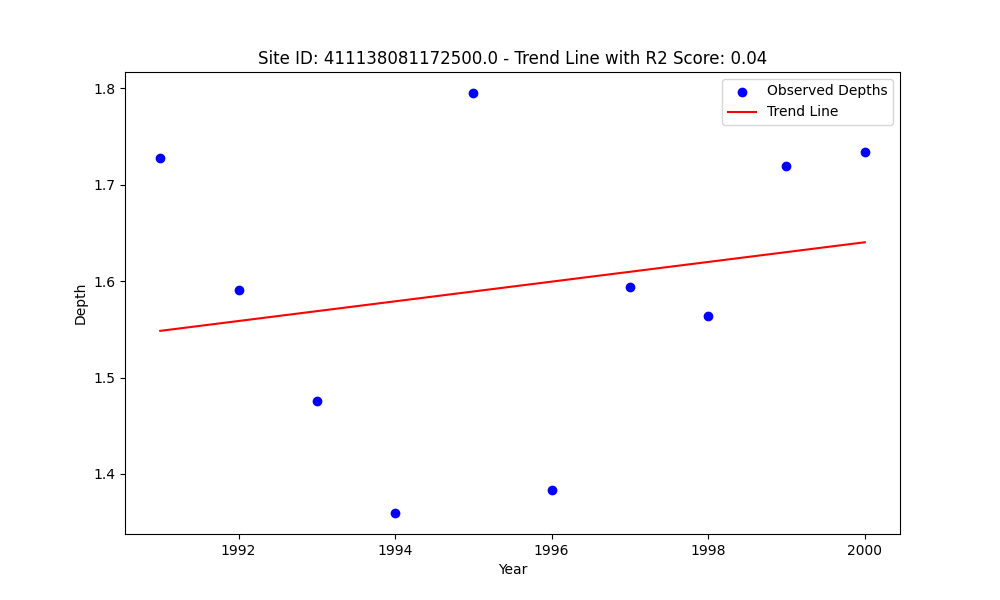 Site ID: 411138081172500.0 - Trend Line with R2 Score: 0.04
Observed Depths
Trend Line
1.8
1.7
1.6
1.5
1.4
Depth
1992
1994
1996
1998
2000
Year